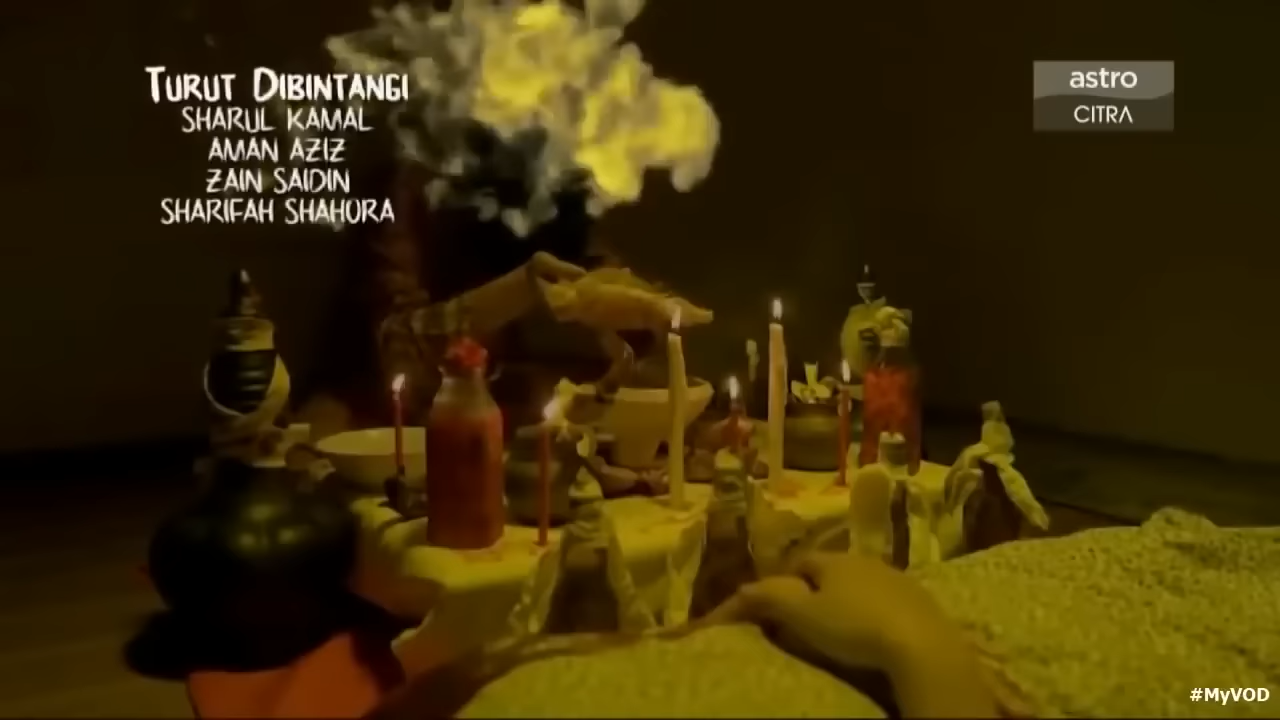 TURUT DIBINTANGI
SHARUL KAMAL
AMAN AZIZ
ZAIN SAIDIN
SHARIFAH SHAHORA
astro
CITRA
#MyVOD